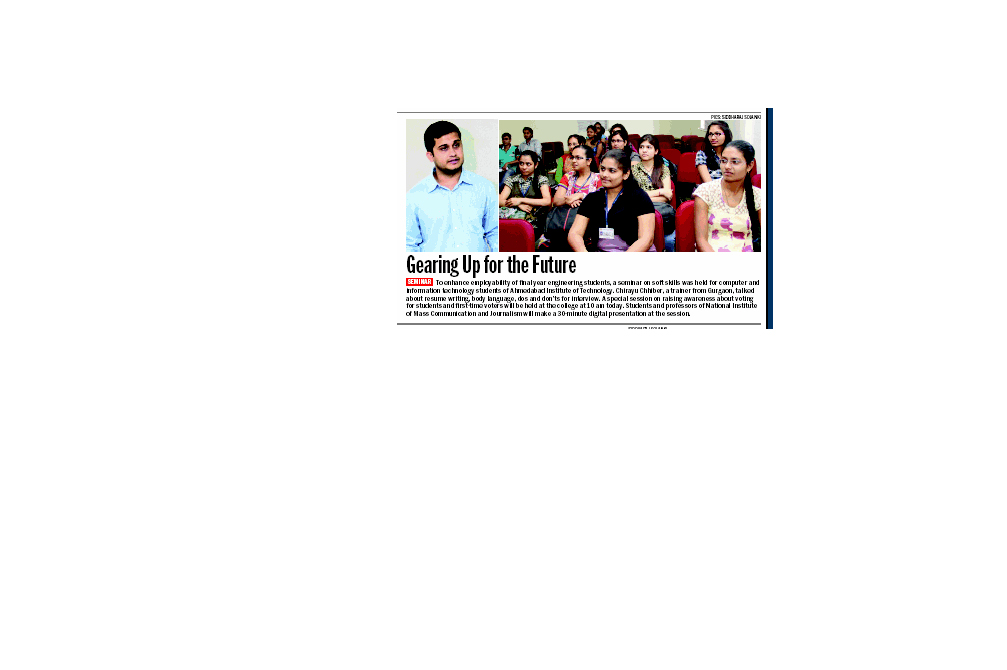 PICS: SIDDHARAJ SOLANKI
Gearing Up for the Future
SEMINAR To enhance employability of final year engineering students, a seminar on soft skills was held for computer and
information technology students of Ahmedabad Institute of Technology. Chirayu Chhiber, a trainer from Gurgaon, talked
about resume writing, body language, dos and don'ts for interview. A special session on raising awareness about voting
for students and first-time voters will be held at the college at 10 am today. Students and professors of National Institute
of Mass Communication and Journalism will make a 30-minute digital presentation at the session.